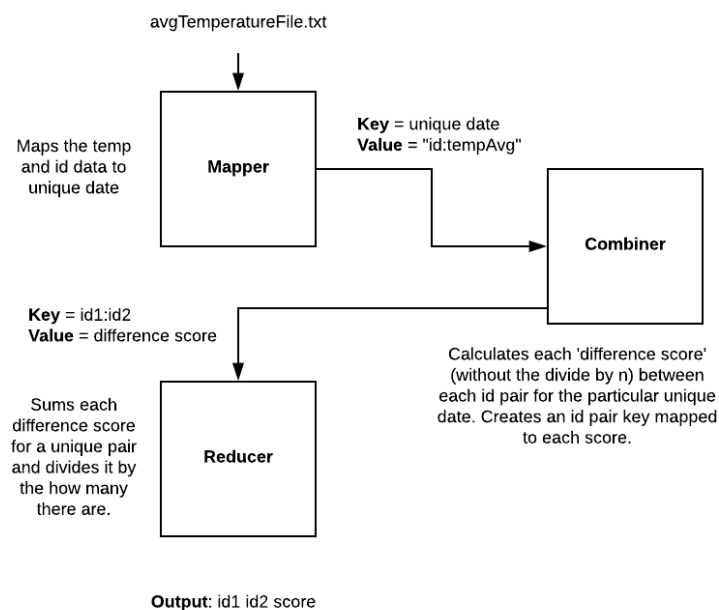 avgTemperatureFile.txt
Maps the temp
and id data to
unique date
Mapper
Key = unique date
Value = "id:tempAvg"
Combiner
Calculates each 'difference score'
(without the divide by n) between
each id pair for the particular unique
date. Creates an id pair key mapped
to each score.
Key = id1:id2
Value = difference score
Sums each
difference score
for a unique pair
and divides it by
the how many
there are.
Reducer
Output: id1 id2 score